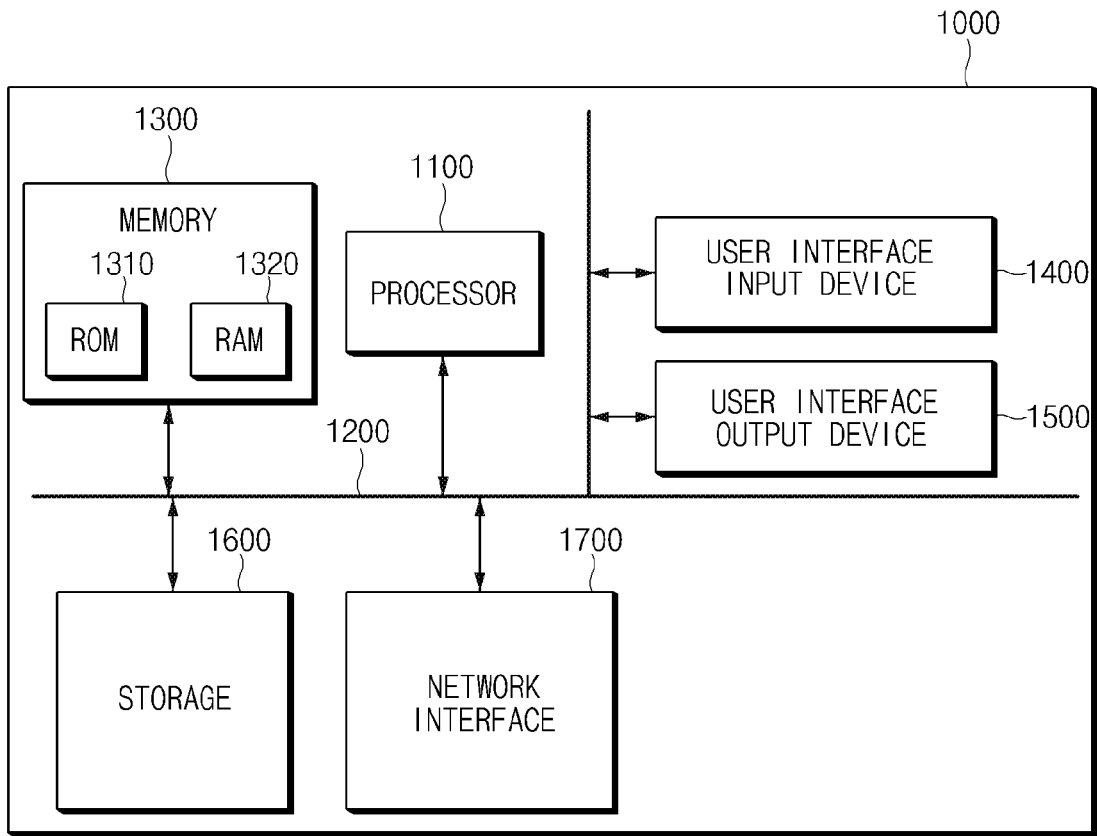 1000
1300
MEMORY
1310
ROM
1320
RAM
1100
PROCESSOR
USER INTERFACE
INPUT DEVICE
1400
USER INTERFACE
OUTPUT DEVICE
1500
1200
1600
STORAGE
1700
NETWORK
INTERFACE